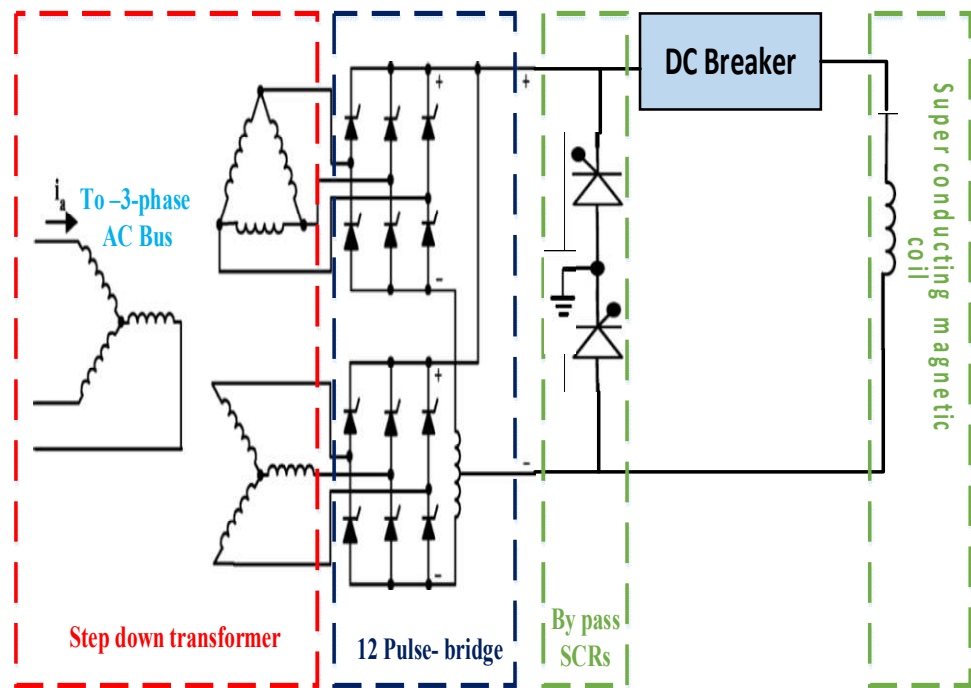 DC Breaker
i_a
To –3-phase
AC Bus
+
+
-
+
-
-
Super conducting magnetic
coil
Step down transformer
12 Pulse- bridge
By pass
SCRs